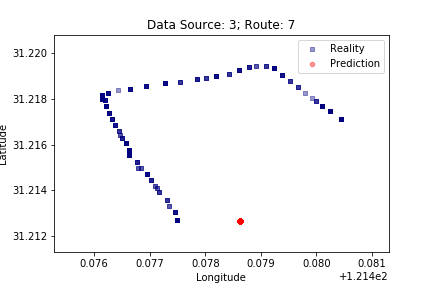 Data Source: 3; Route: 7
Reality
Prediction
31.220
31.218
31.216
31.214
31.212
Latitude
0.076 0.077 0.078 0.079 0.080 0.081
+1.214e2
Longitude